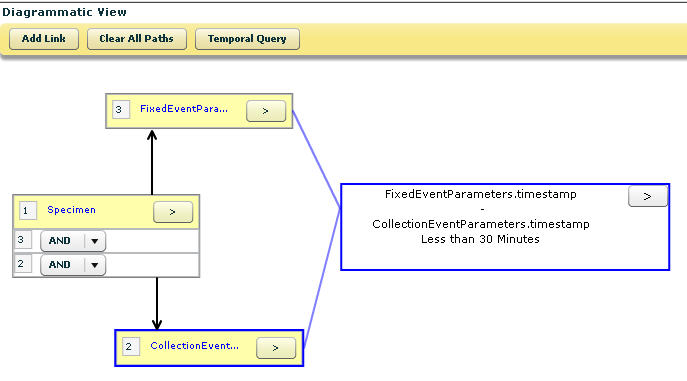 Diagrammatic View
Add Link Clear All Paths Temporal Query
3 FixedEventPara... >
1 Specimen >
3 AND
2 AND
2 CollectionEvent... >
FixedEventParameters.timestamp >
-
CollectionEventParameters.timestamp
Less than 30 Minutes